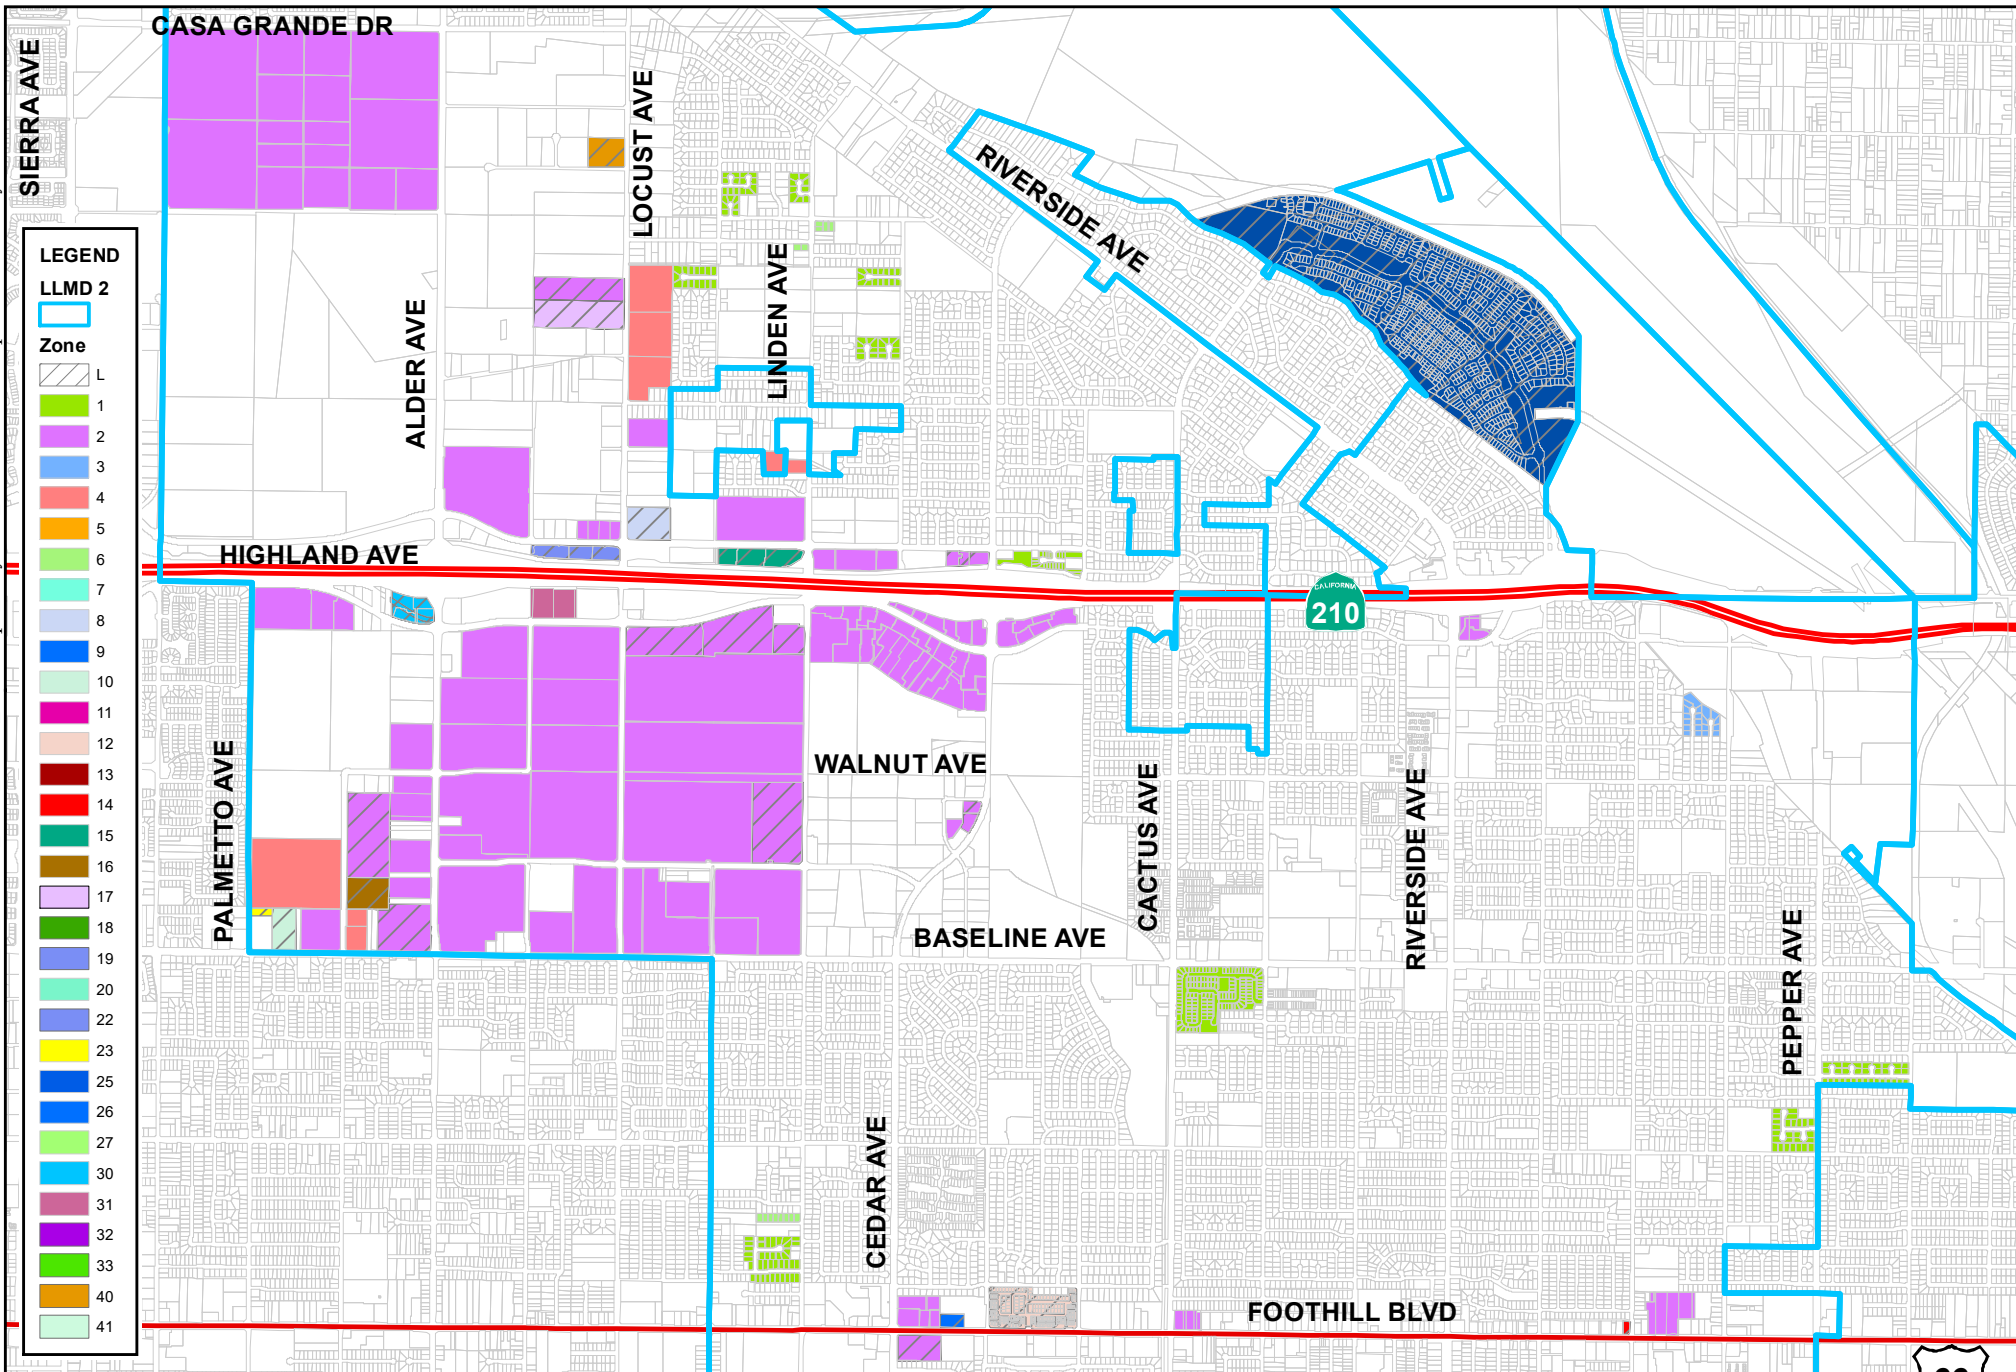 CASA GRANDE DR
SIERRA AVE
LOCUST AVE
RIVERSIDE AVE
LINDEN AVE
ALDER AVE
LEGEND
LLMD 2
Zone
L
1
2
3
4
5
6
7
8
9
10
11
12
13
14
15
16
17
18
19
20
22
23
25
26
27
30
31
32
33
40
41
HIGHLAND AVE
CALIFORNIA
210
PALMETTO AVE
WALNUT AVE
CACTUS AVE
RIVERSIDE AVE
BASELINE AVE
PEPPER AVE
CEDAR AVE
FOOTHILL BLVD